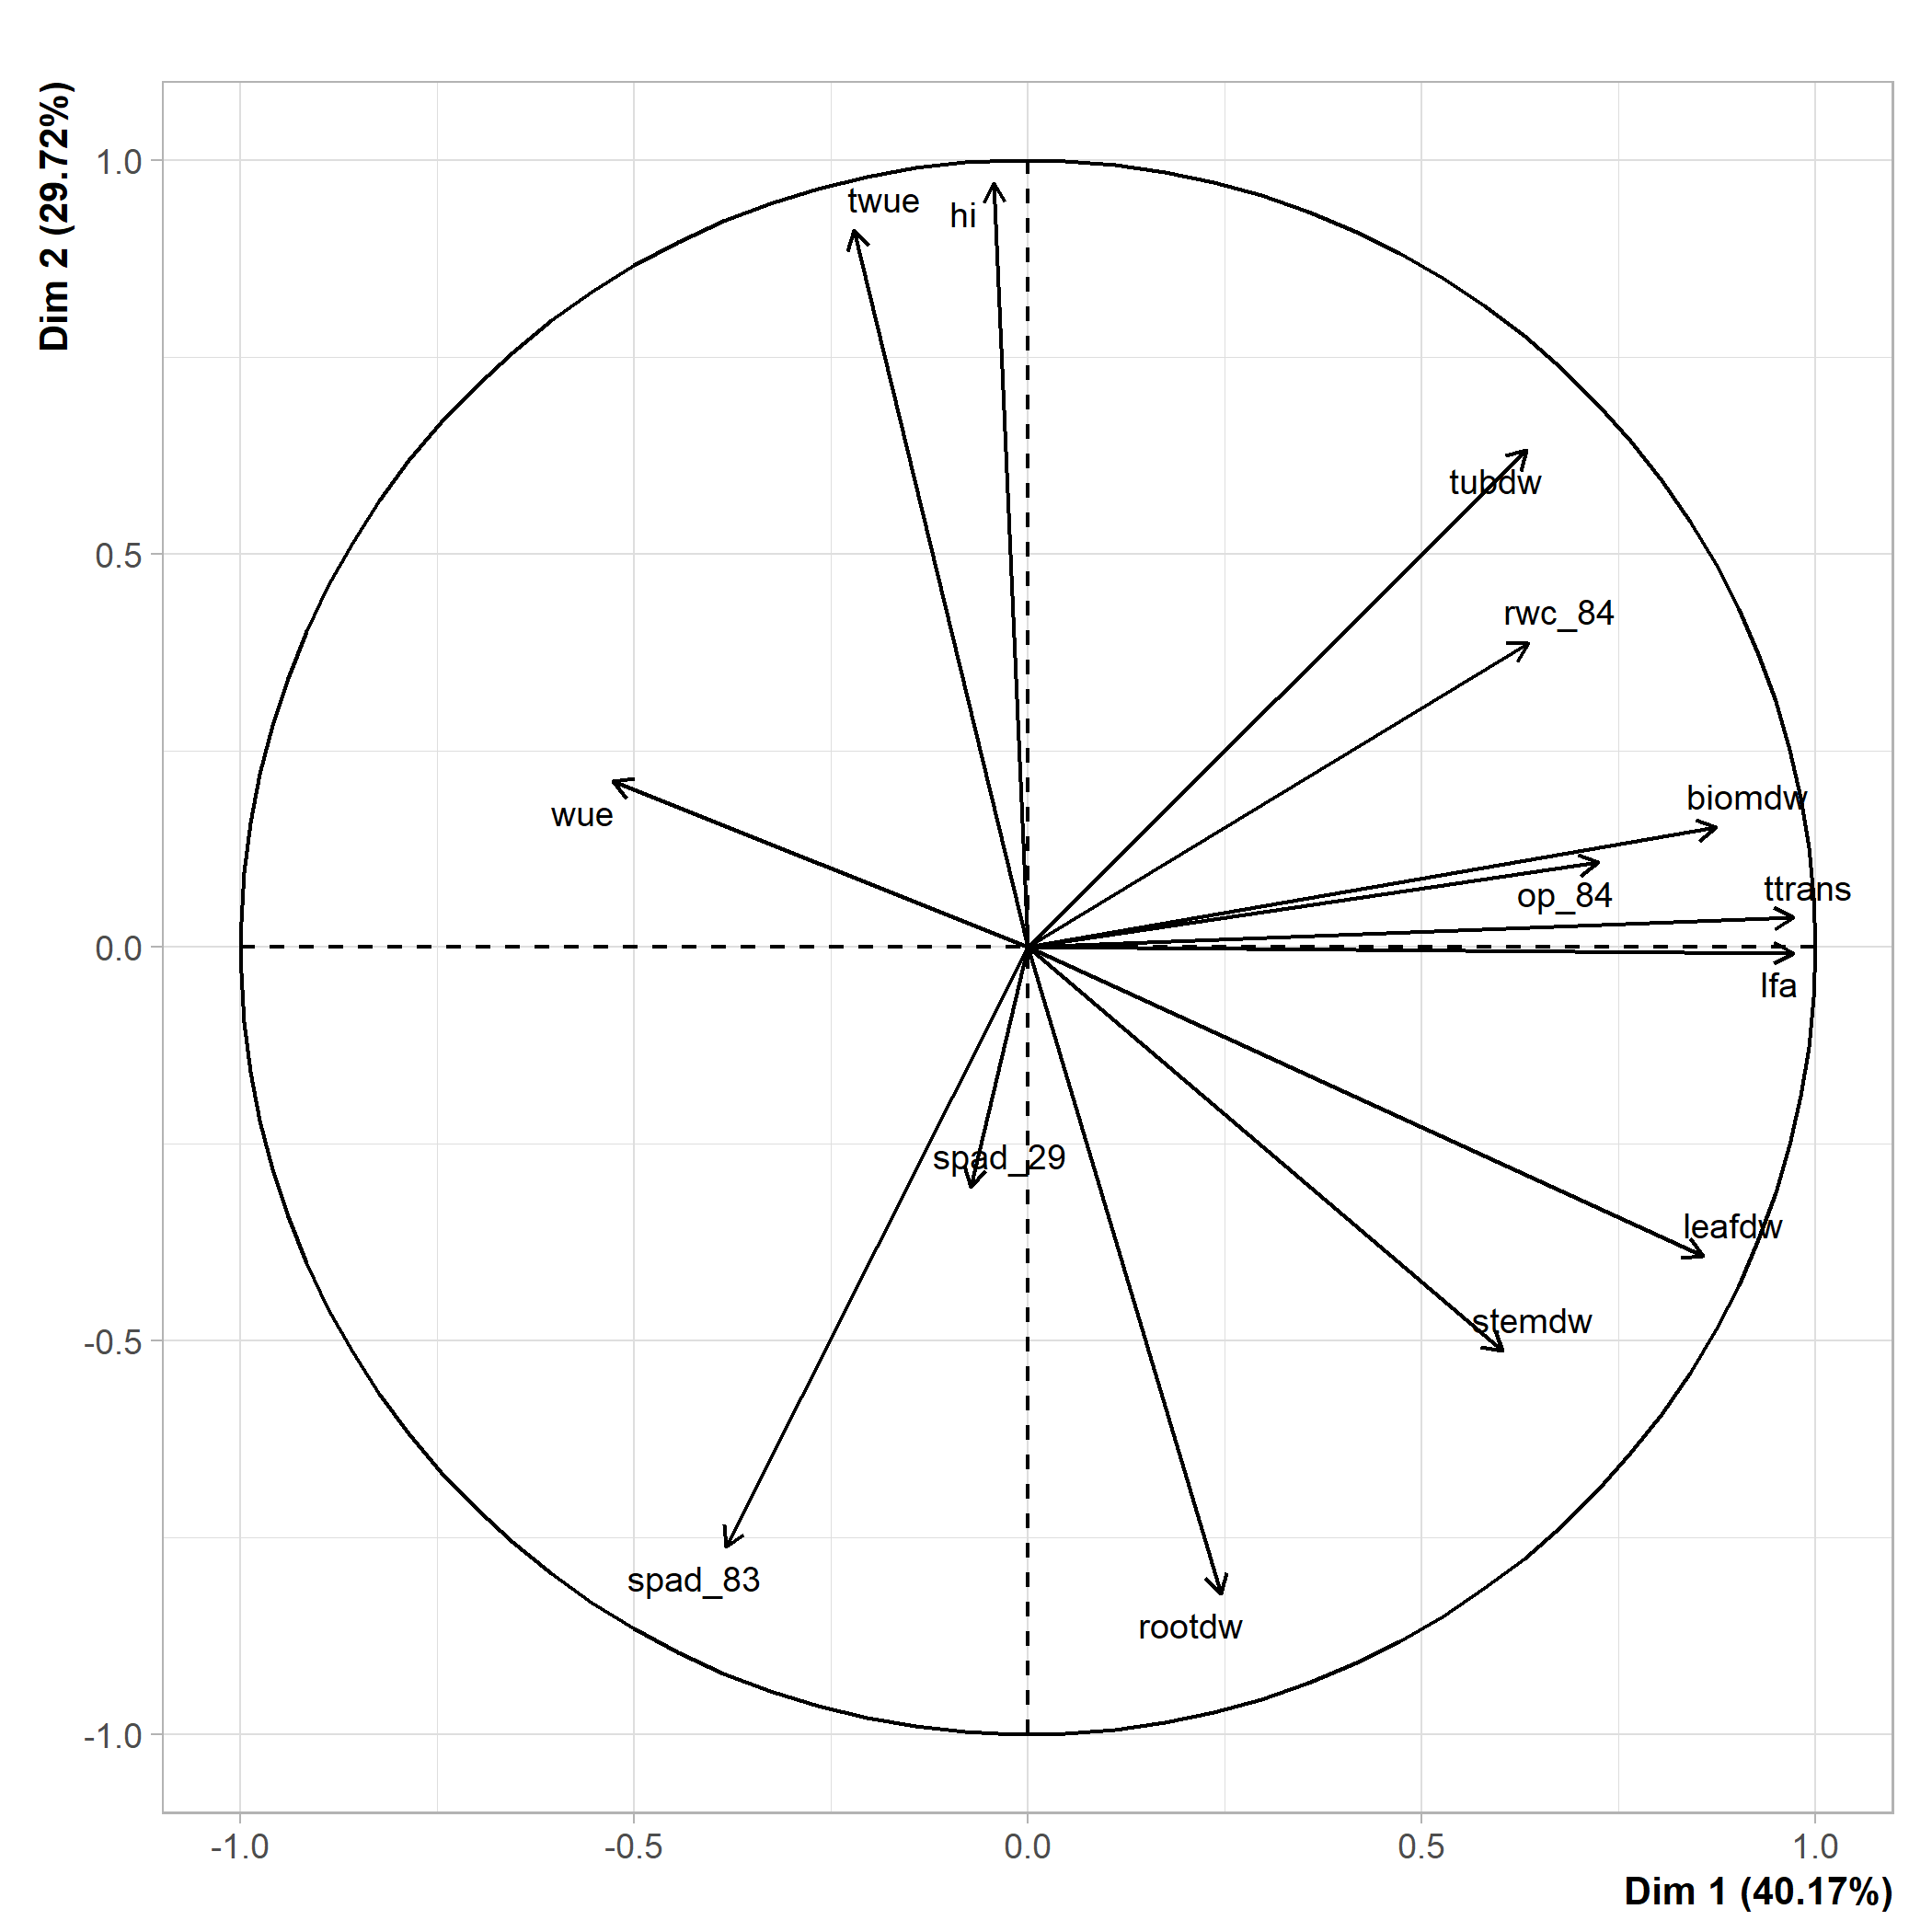 Dim 2 (29.72%)
1.0
0.5
0.0
-0.5
-1.0
twue
hi
tubdw
rwc_84
biomdw
wue
ttrans
op_84
lfa
spad_29
leafdw
stemdw
spad_83
rootdw
-1.0 -0.5 0.0 0.5 1.0
Dim 1 (40.17%)